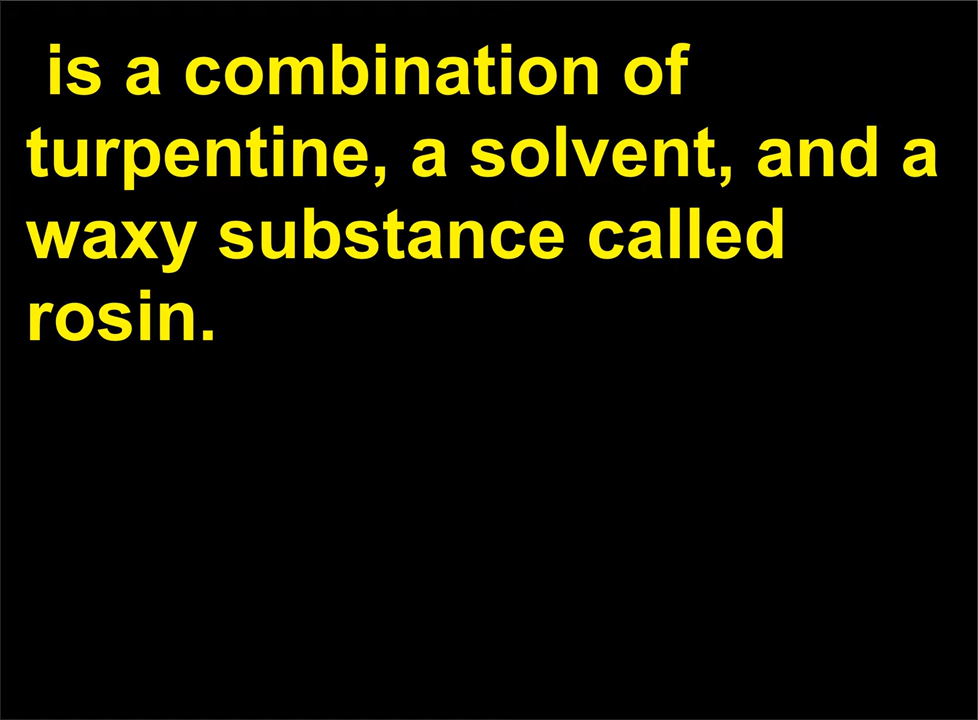 is a combination of
turpentine, a solvent, and a
waxy substance called
rosin.